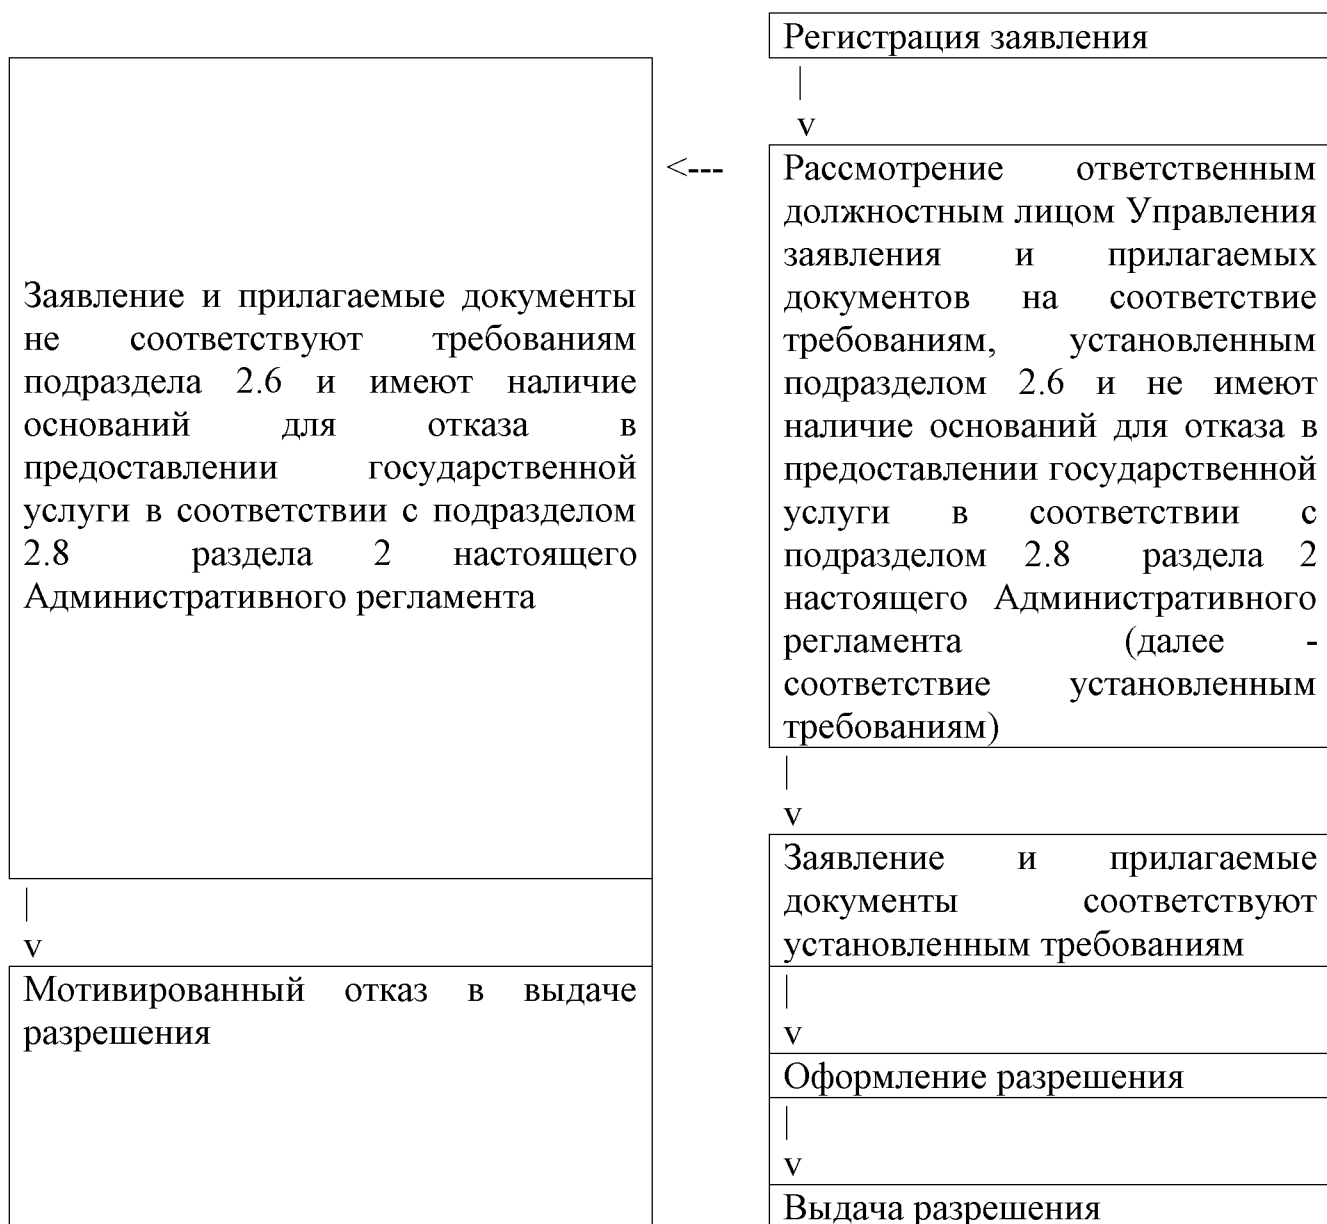 Регистрация заявления
|
v
<---
Рассмотрение ответственным
должностным лицом Управления
заявления и прилагаемых
документов на соответствие
требованиям, установленным
подразделом 2.6 и не имеют
наличие оснований для отказа в
предоставлении государственной
услуги в соответствии с
подразделом 2.8 раздела 2
настоящего Административного
регламента (далее -
соответствие установленным
требованиям)
Заявление и прилагаемые документы
не соответствуют требованиям
подраздела 2.6 и имеют наличие
оснований для отказа в
предоставлении государственной
услуги в соответствии с подразделом
2.8 раздела 2 настоящего
Административного регламента
|
v
Мотивированный отказ в выдаче
разрешения
|
v
Заявление и прилагаемые
документы соответствуют
установленным требованиям
|
v
Оформление разрешения
|
v
Выдача разрешения